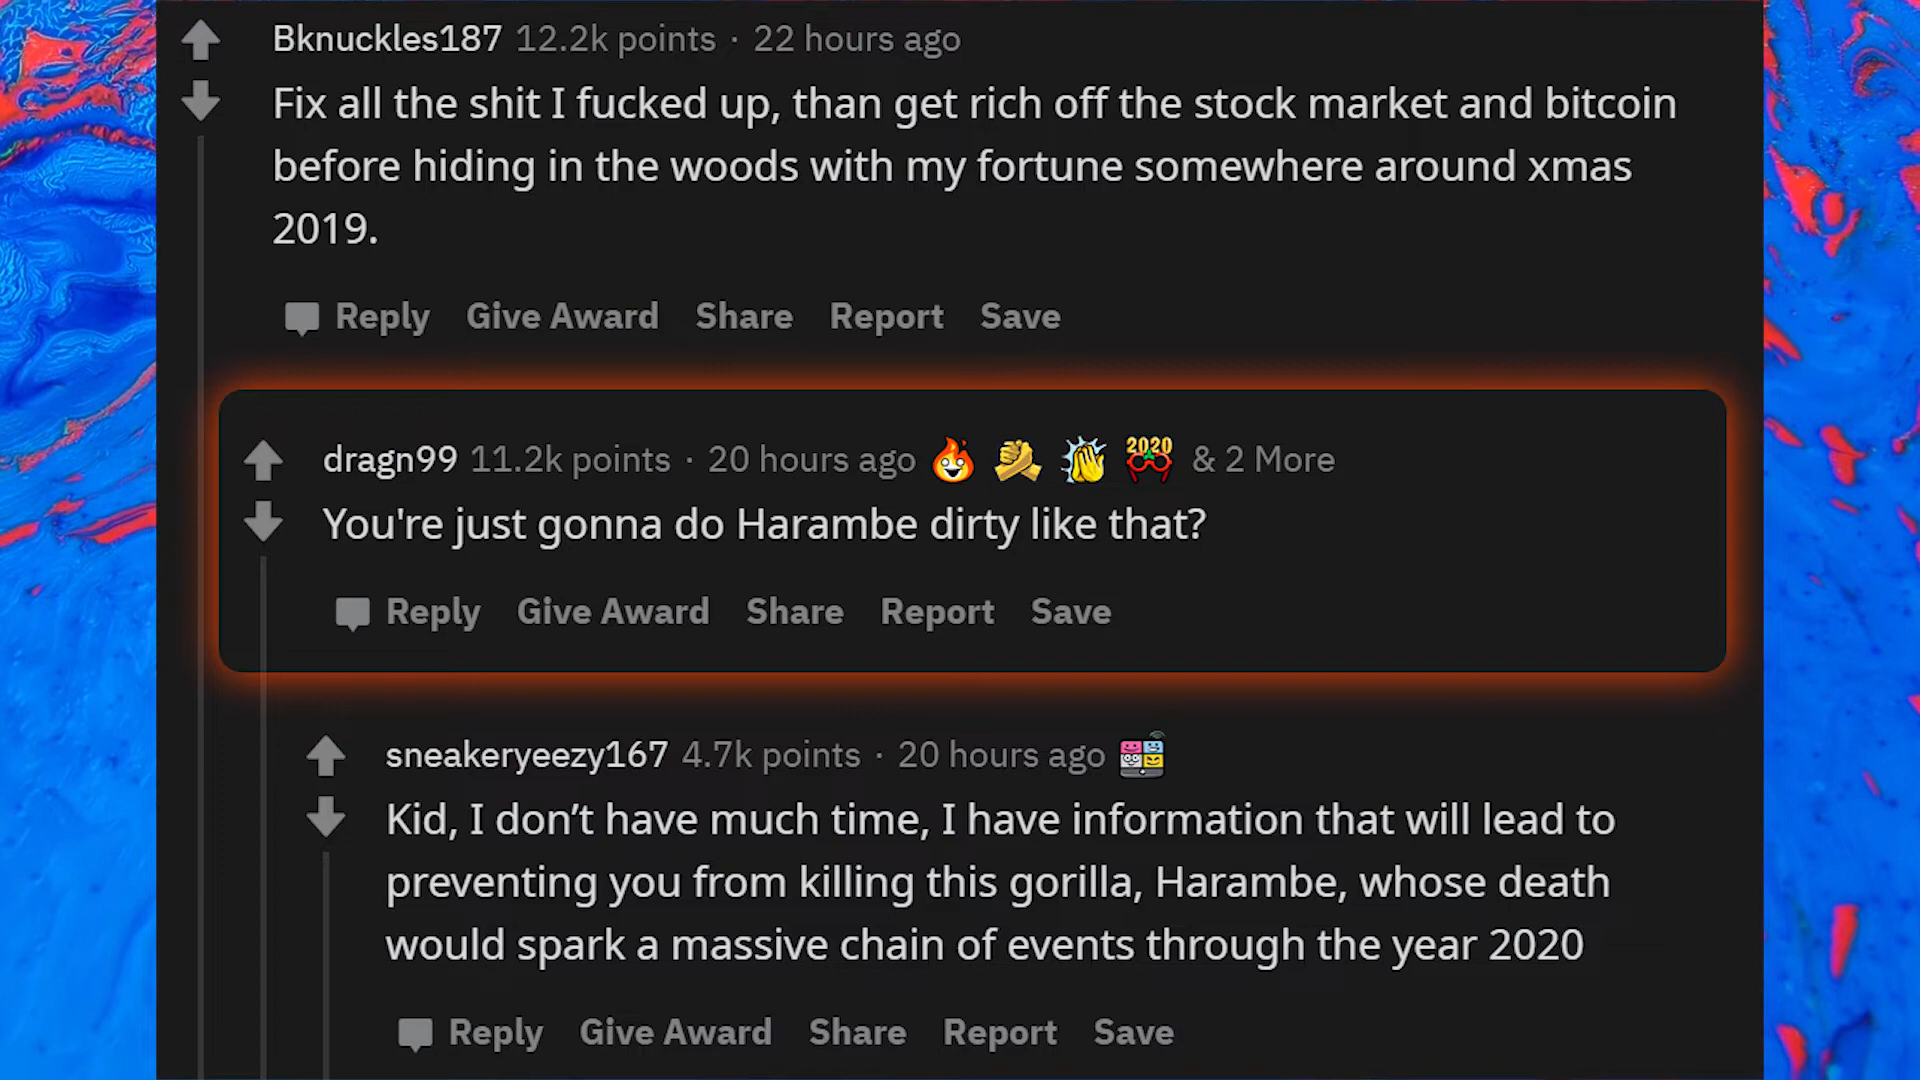 Bknuckles187 12.2k points · 22 hours ago
Fix all the shit I fucked up, than get rich off the stock market and bitcoin
before hiding in the woods with my fortune somewhere around xmas
2019.
Reply Give Award Share Report Save
dragn99 11.2k points · 20 hours ago 2020 & 2 More
You're just gonna do Harambe dirty like that?
Reply Give Award Share Report Save
sneakeryeezy167 4.7k points · 20 hours ago
Kid, I don’t have much time, I have information that will lead to
preventing you from killing this gorilla, Harambe, whose death
would spark a massive chain of events through the year 2020
Reply Give Award Share Report Save